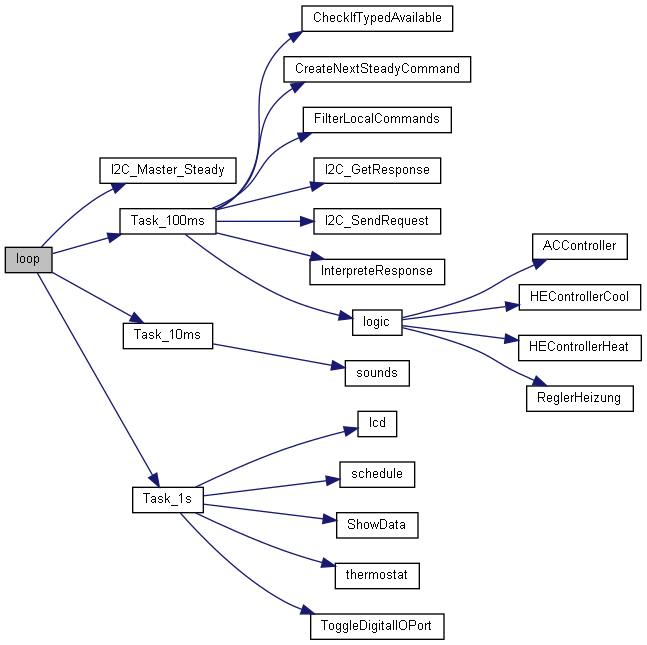 CheckIfTypedAvailable
CreateNextSteadyCommand
FilterLocalCommands
I2C_Master_Steady
I2C_GetResponse
Task_100ms
I2C_SendRequest
ACController
loop
InterpreteResponse
HEControllerCool
logic
Task_10ms
HEControllerHeat
sounds
ReglerHeizung
lcd
schedule
Task_1s
ShowData
thermostat
ToggleDigitalIOPort